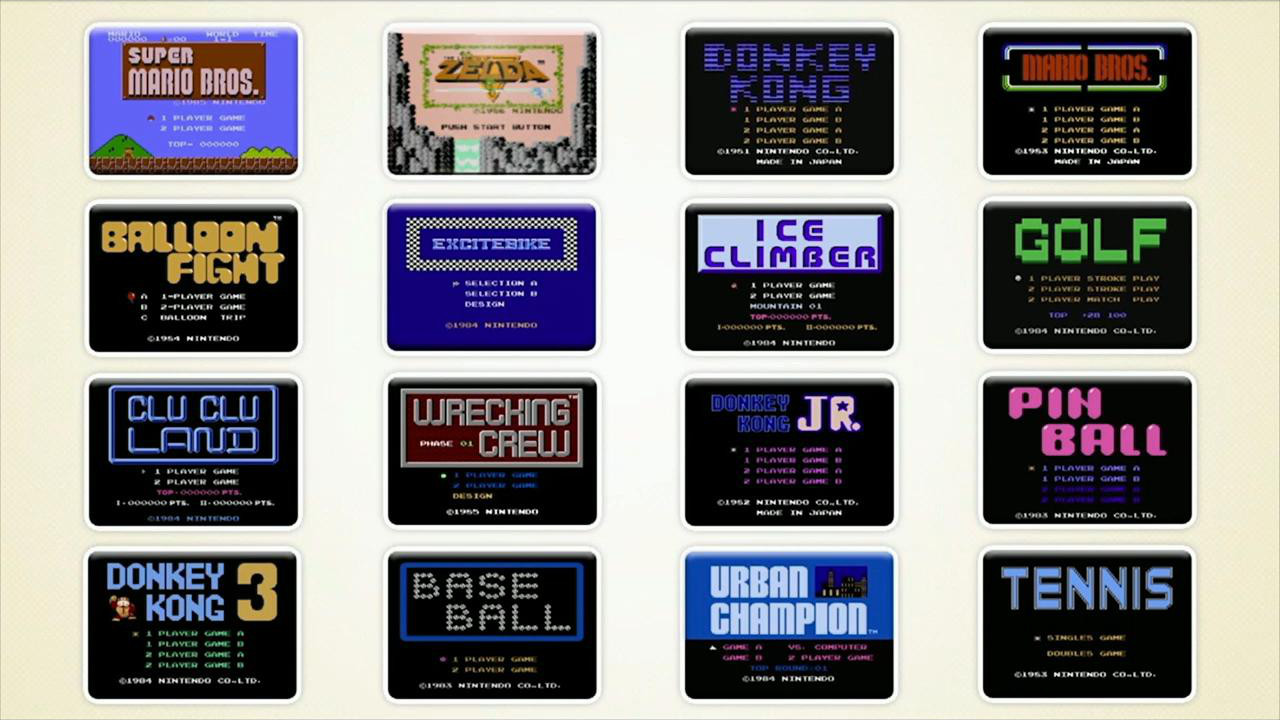 MARIO WORLD TIME
000000 ×00 1-1
SUPER
MARIO BROS.
©1985 NINTENDO
1 PLAYER GAME
2 PLAYER GAME
TOP- 000000
THE LEGEND OF
ZELDA™
©1986 NINTENDO
PUSH START BUTTON
DONKEY
KONG
1 PLAYER GAME A
1 PLAYER GAME B
2 PLAYER GAME A
2 PLAYER GAME B
©1981 NINTENDO CO.,LTD.
MADE IN JAPAN
MARIO BROS.
1 PLAYER GAME A
1 PLAYER GAME B
2 PLAYER GAME A
2 PLAYER GAME B
©1983 NINTENDO CO.,LTD.
MADE IN JAPAN
BALLOON™
FIGHT
A 1-PLAYER GAME
B 2-PLAYER GAME
C BALLOON TRIP
©1984 NINTENDO
EXCITEBIKE
SELECTION A
SELECTION B
DESIGN
©1984 NINTENDO
ICE
CLIMBER
1 PLAYER GAME
2 PLAYER GAME
MOUNTAIN 01
TOP-000000 PTS.
I-000000 PTS. II-000000 PTS.
©1984 NINTENDO
GOLF
1 PLAYER STROKE PLAY
2 PLAYER STROKE PLAY
2 PLAYER MATCH PLAY
TOP +28 100
©1984 NINTENDO CO.,LTD.
CLU CLU
LAND
1 PLAYER GAME
2 PLAYER GAME
TOP-000000 PTS.
I-000000 PTS. II-000000 PTS.
©1984 NINTENDO
WRECKING™
PHASE 01 CREW
1 PLAYER GAME
2 PLAYER GAME
DESIGN
©1985 NINTENDO
DONKEY
KONG JR.
1 PLAYER GAME A
1 PLAYER GAME B
2 PLAYER GAME A
2 PLAYER GAME B
©1982 NINTENDO CO.,LTD.
MADE IN JAPAN
PIN
BALL
1 PLAYER GAME A
1 PLAYER GAME B
2 PLAYER GAME A
2 PLAYER GAME B
©1983 NINTENDO CO.,LTD.
DONKEY
KONG 3
1 PLAYER GAME A
1 PLAYER GAME B
2 PLAYER GAME A
2 PLAYER GAME B
©1984 NINTENDO CO.,LTD.
BASE
BALL
1 PLAYER GAME
2 PLAYER GAME
©1983 NINTENDO CO.,LTD.
URBAN
CHAMPION™
GAME A VS. COMPUTER
GAME B 2 PLAYER GAME
TOP ROUND-01
©1984 NINTENDO
TENNIS
SINGLES GAME
DOUBLES GAME
©1983 NINTENDO CO.,LTD.